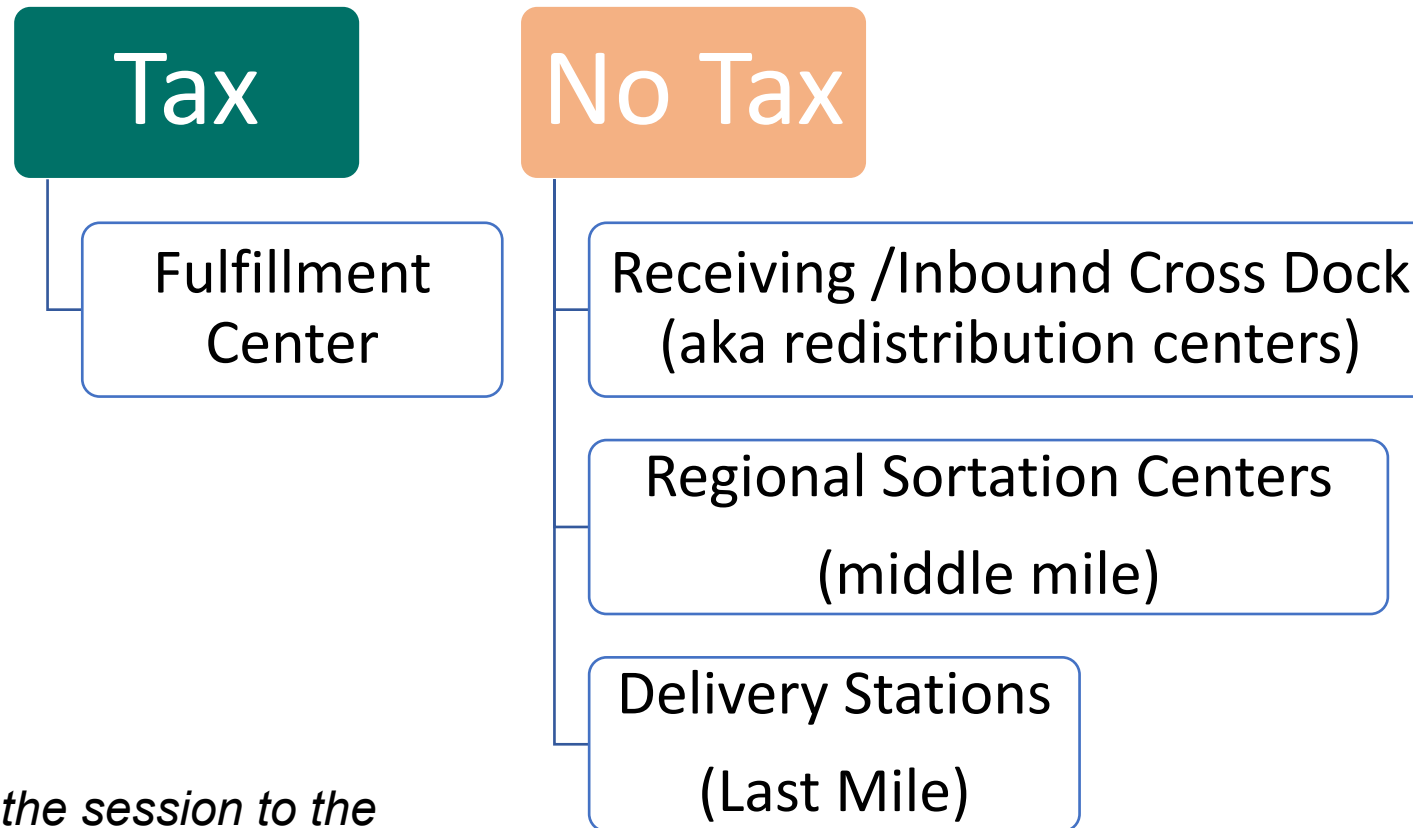 Tax
Fulfillment
Center
No Tax
Receiving /Inbound Cross Dock
(aka redistribution centers)
Regional Sortation Centers
(middle mile)
Delivery Stations
(Last Mile)
the session to the